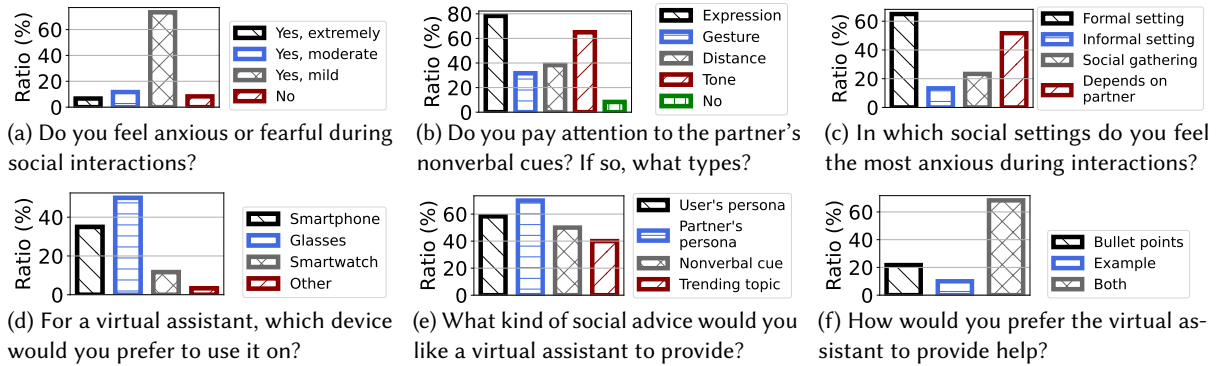 Ratio (%)
60
40
20
0
Yes, extremely
Yes, moderate
Yes, mild
No
(a) Do you feel anxious or fearful during
social interactions?
Ratio (%)
80
60
40
20
0
Expression
Gesture
Distance
Tone
No
(b) Do you pay attention to the partner's
nonverbal cues? If so, what types?
Ratio (%)
60
40
20
0
Formal setting
Informal setting
Social gathering
Depends on
partner
(c) In which social settings do you feel
the most anxious during interactions?
Ratio (%)
40
20
0
Smartphone
Glasses
Smartwatch
Other
(d) For a virtual assistant, which device
would you prefer to use it on?
Ratio (%)
60
40
20
0
User's persona
Partner's
persona
Nonverbal cue
Trending topic
(e) What kind of social advice would you
like a virtual assistant to provide?
Ratio (%)
60
40
20
0
Bullet points
Example
Both
(f) How would you prefer the virtual as-
sistant to provide help?